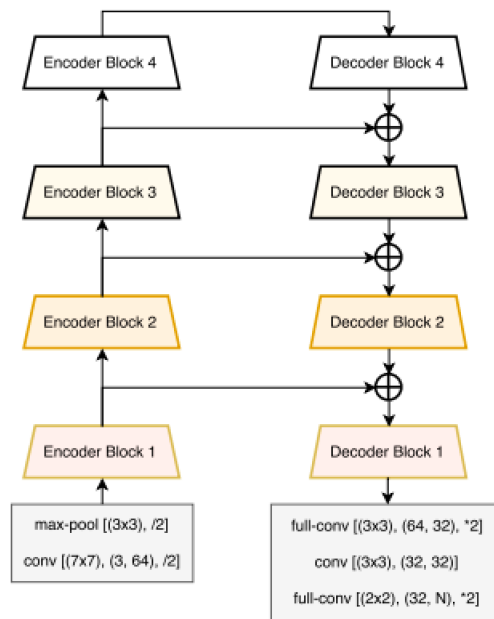 Encoder Block 4
Decoder Block 4
Encoder Block 3
Decoder Block 3
Encoder Block 2
Decoder Block 2
Encoder Block 1
Decoder Block 1
max-pool [(3x3), /2]
conv [(7x7), (3, 64), /2]
full-conv [(3x3), (64, 32), *2]
conv [(3x3), (32, 32)]
full-conv [(2x2), (32, N), *2]